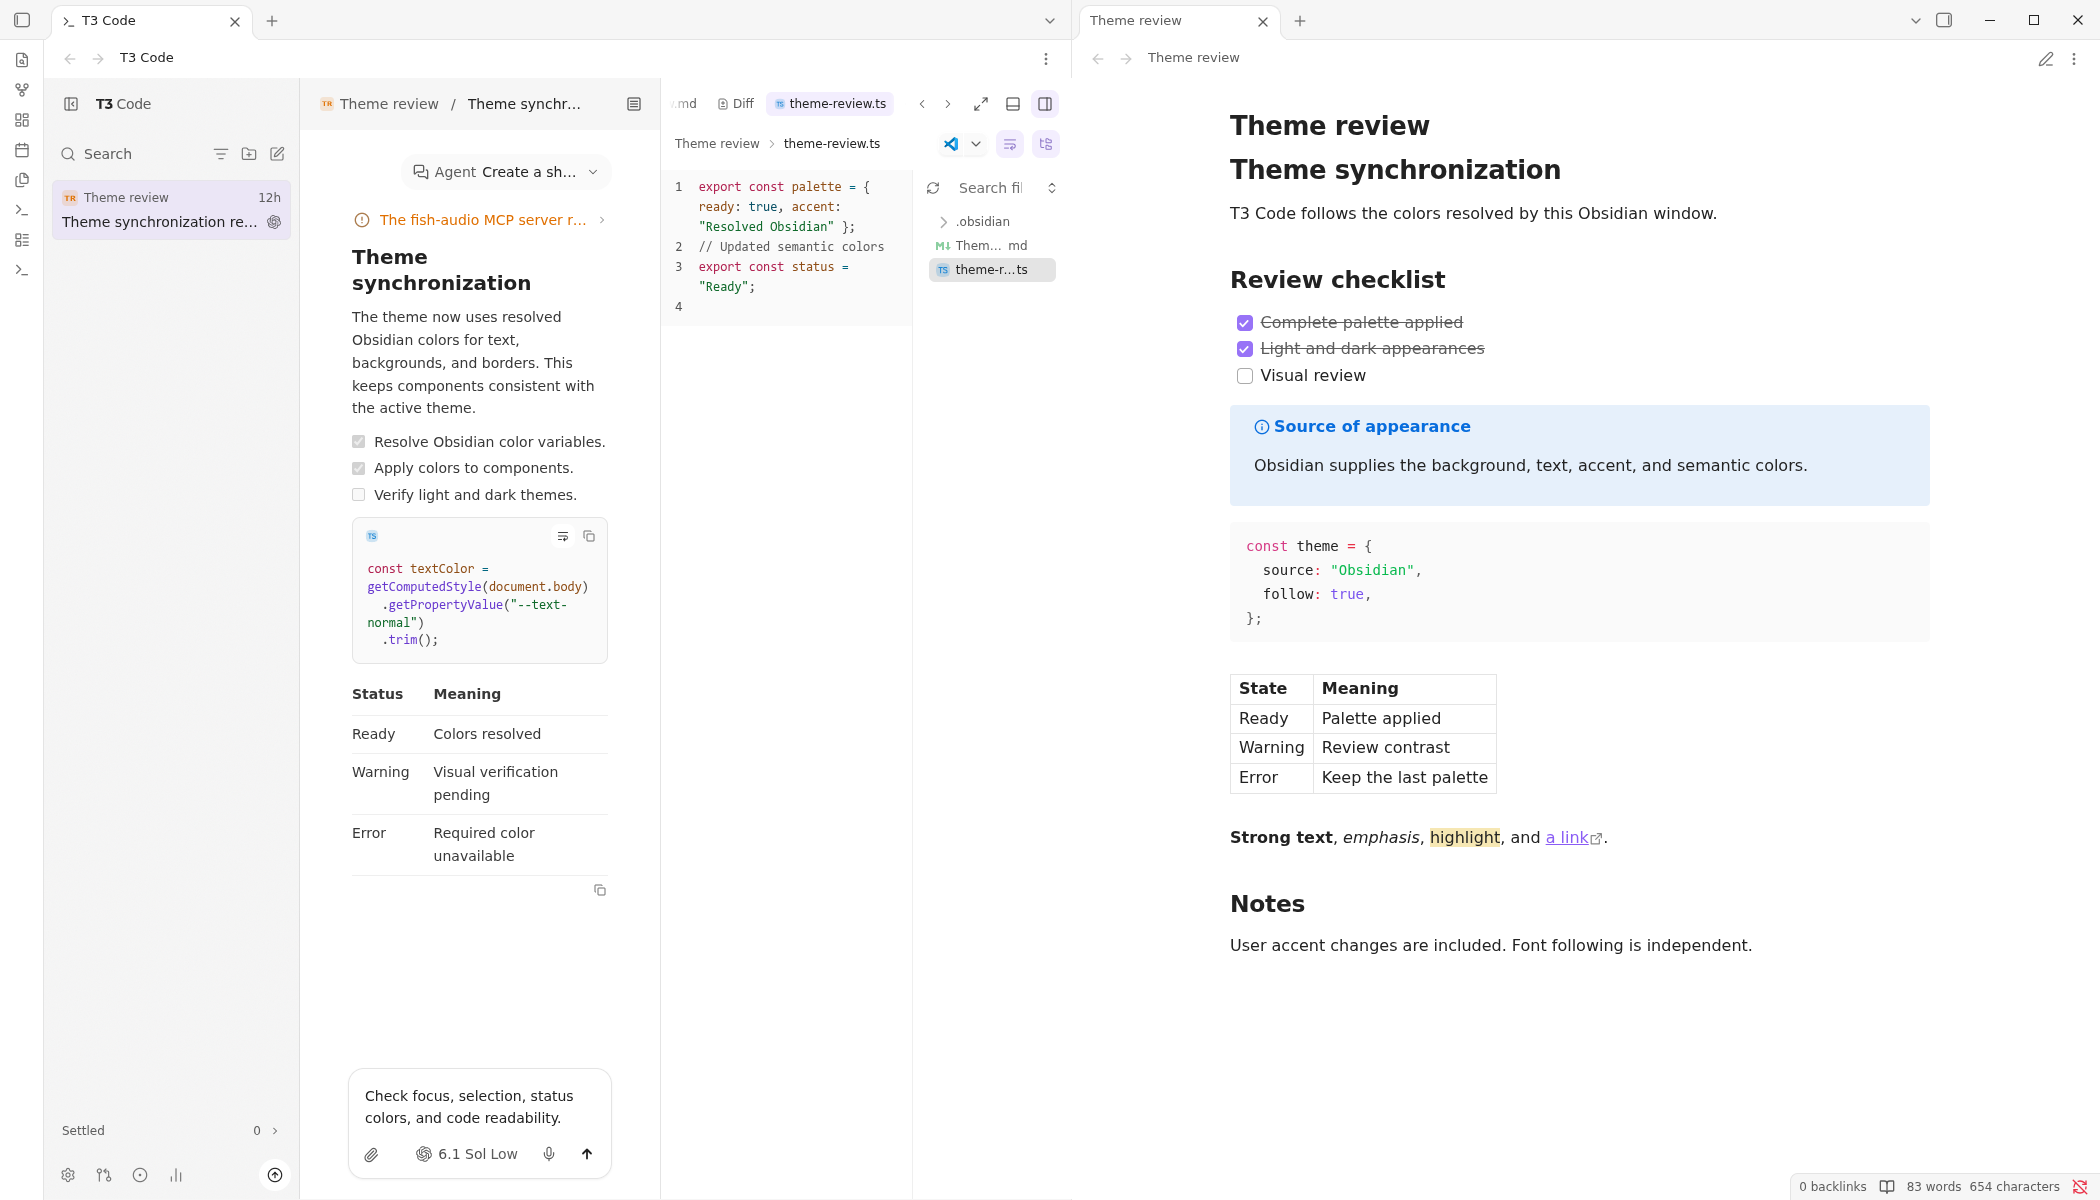 T3 Code
Theme review
T3 Code
Theme review
T3 Code
Search
TR Theme review 12h
Theme synchronization re...
Settled 0
TR Theme review / Theme synchr...
Agent Create a sh...
The fish-audio MCP server r...
Theme
synchronization
The theme now uses resolved
Obsidian colors for text,
backgrounds, and borders. This
keeps components consistent with
the active theme.
Resolve Obsidian color variables.
Apply colors to components.
Verify light and dark themes.
TS
const textColor =
getComputedStyle(document.body)
.getPropertyValue("--text-
normal")
.trim();
Status Meaning
Ready Colors resolved
Warning Visual verification
pending
Error Required color
unavailable
Check focus, selection, status
colors, and code readability.
6.1 Sol Low
.md Diff TS theme-review.ts
Theme review > theme-review.ts
1 export const palette = {
ready: true, accent:
"Resolved Obsidian" };
2 // Updated semantic colors
3 export const status =
"Ready";
4
Search fil
.obsidian
M↓ Them... md
TS theme-r...ts
Theme review
Theme synchronization
T3 Code follows the colors resolved by this Obsidian window.
Review checklist
Complete palette applied
Light and dark appearances
Visual review
Source of appearance
Obsidian supplies the background, text, accent, and semantic colors.
const theme = {
source: "Obsidian",
follow: true,
};
State Meaning
Ready Palette applied
Warning Review contrast
Error Keep the last palette
Strong text, emphasis, highlight, and a link.
Notes
User accent changes are included. Font following is independent.
0 backlinks 83 words 654 characters